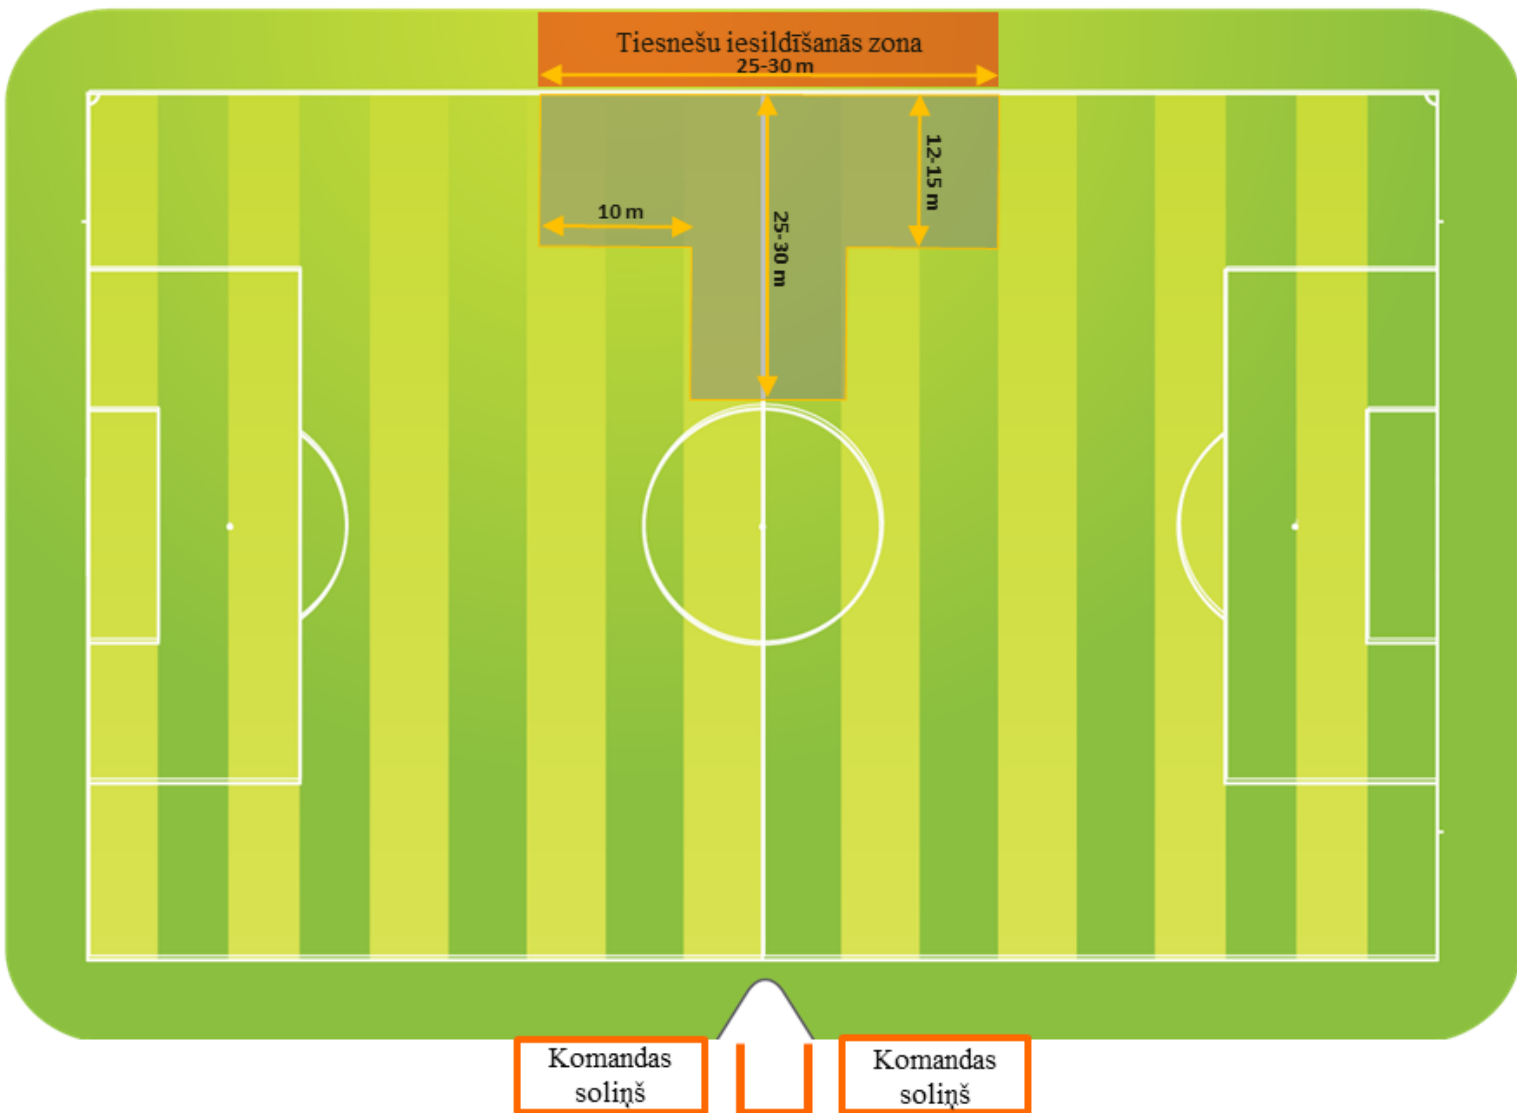 Tiesnešu iesildīšanās zona
25-30 m
12-15 m
10 m
25-30 m
Komandas
soliņš
Komandas
soliņš